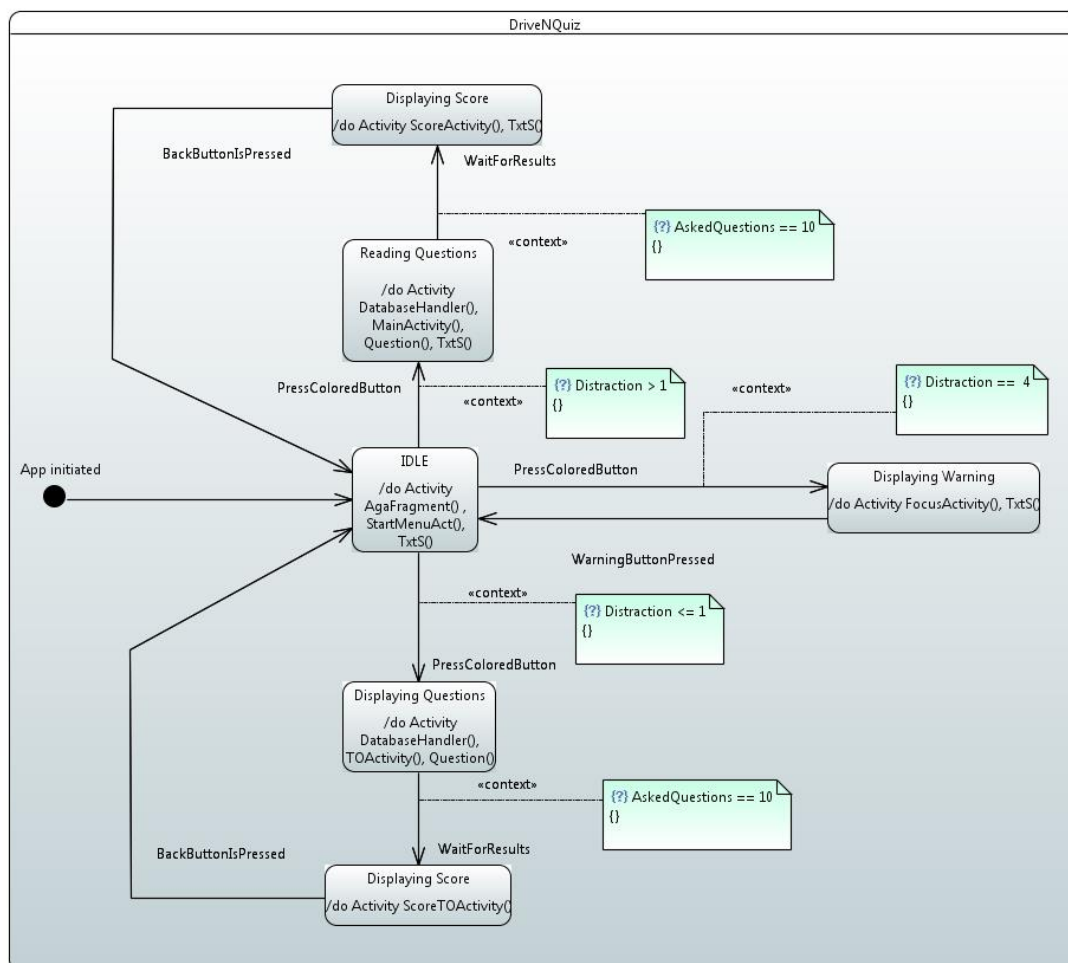 DriveNQuiz
Displaying Score
/do Activity ScoreActivity(), TxtS()
BackButtonIsPressed
WaitForResults
{?} AskedQuestions == 10
{}
«context»
Reading Questions
/do Activity
DatabaseHandler(),
MainActivity(),
Question(), TxtS()
PressColoredButton
«context»
{?} Distraction > 1
{}
«context»
{?} Distraction == 4
{}
App initiated
IDLE
/do Activity
AgaFragment() ,
StartMenuAct(),
TxtS()
PressColoredButton
Displaying Warning
/do Activity FocusActivity(), TxtS()
WarningButtonPressed
«context»
{?} Distraction <= 1
{}
PressColoredButton
Displaying Questions
/do Activity
DatabaseHandler(),
TOActivity(), Question()
«context»
{?} AskedQuestions == 10
{}
WaitForResults
BackButtonIsPressed
Displaying Score
/do Activity ScoreTOActivity()